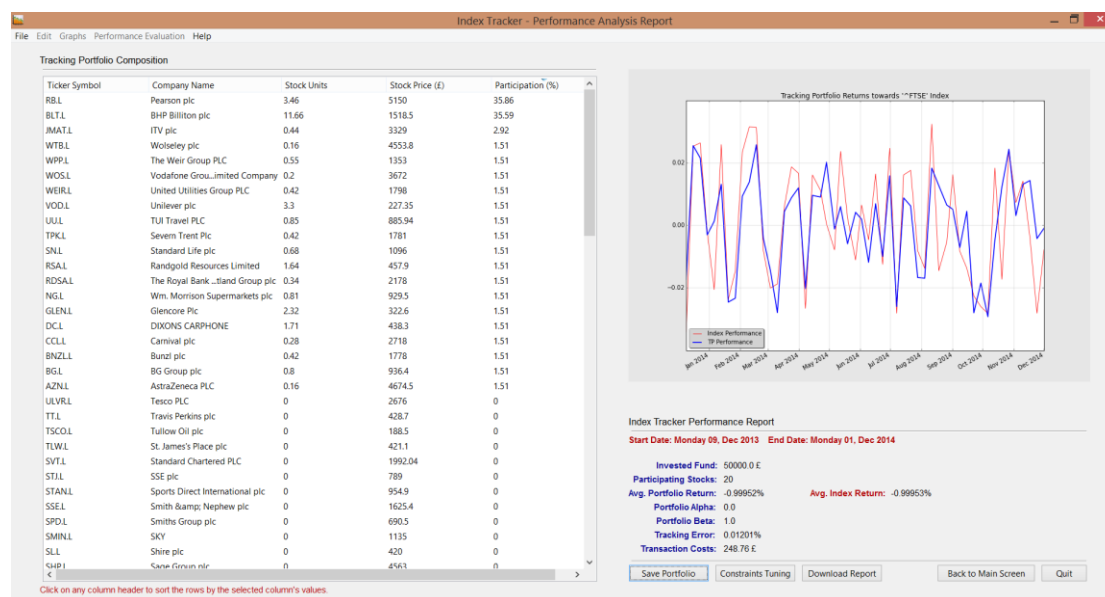 Index Tracker - Performance Analysis Report
File Edit Graphs Performance Evaluation Help
Tracking Portfolio Composition
Ticker Symbol Company Name Stock Units Stock Price (£) Participation (%)
RB.L Pearson plc 3.46 5150 35.86
BLT.L BHP Billiton plc 11.66 1518.5 35.59
JMAT.L ITV plc 0.44 3329 2.92
WTB.L Wolseley plc 0.16 4553.8 1.51
WPP.L The Weir Group PLC 0.55 1353 1.51
WOS.L Vodafone Grou...imited Company 0.2 3672 1.51
WEIR.L United Utilities Group PLC 0.42 1798 1.51
VOD.L Unilever plc 3.3 227.35 1.51
UU.L TUI Travel PLC 0.85 885.94 1.51
TPK.L Severn Trent Plc 0.42 1781 1.51
SN.L Standard Life plc 0.68 1096 1.51
RSA.L Randgold Resources Limited 1.64 457.9 1.51
RDSA.L The Royal Bank ...tland Group plc 0.34 2178 1.51
NG.L Wm. Morrison Supermarkets plc 0.81 929.5 1.51
GLEN.L Glencore Plc 2.32 322.6 1.51
DC.L DIXONS CARPHONE 1.71 438.3 1.51
CCL.L Carnival plc 0.28 2718 1.51
BNZL.L Bunzl plc 0.42 1778 1.51
BG.L BG Group plc 0.8 936.4 1.51
AZN.L AstraZeneca PLC 0.16 4674.5 1.51
ULVR.L Tesco PLC 0 2676 0
TT.L Travis Perkins plc 0 428.7 0
TSCO.L Tullow Oil plc 0 188.5 0
TLW.L St. James's Place plc 0 421.1 0
SVT.L Standard Chartered PLC 0 1992.04 0
STJ.L SSE plc 0 789 0
STAN.L Sports Direct International plc 0 954.9 0
SSE.L Smith &amp; Nephew plc 0 1625.4 0
SPD.L Smiths Group plc 0 690.5 0
SMIN.L SKY 0 1135 0
SL.L Shire plc 0 420 0
SHP.L Sage Group plc 0 4563 0
Click on any column header to sort the rows by the selected column's values.
Tracking Portfolio Returns towards '^FTSE' Index
0.02
0.00
−0.02
Index Performance
TP Performance
Jan 2014 Feb 2014 Mar 2014 Apr 2014 May 2014 Jun 2014 Jul 2014 Aug 2014 Sep 2014 Oct 2014 Nov 2014 Dec 2014
Index Tracker Performance Report
Start Date: Monday 09, Dec 2013 End Date: Monday 01, Dec 2014
Invested Fund: 50000.0 £
Participating Stocks: 20
Avg. Portfolio Return: -0.99952% Avg. Index Return: -0.99953%
Portfolio Alpha: 0.0
Portfolio Beta: 1.0
Tracking Error: 0.01201%
Transaction Costs: 248.76 £
Save Portfolio Constraints Tuning Download Report Back to Main Screen Quit